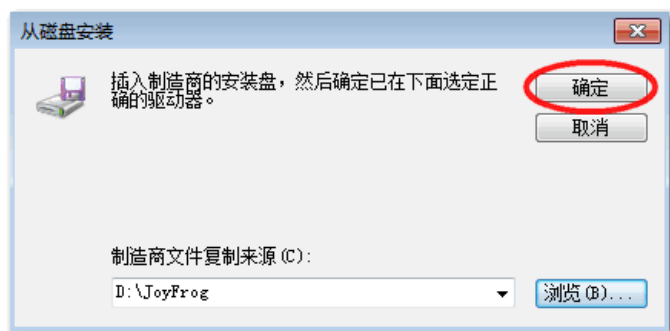 从磁盘安装
插入制造商的安装盘，然后确定已在下面选定正
确的驱动器。
确定
取消
制造商文件复制来源(C):
D:\JoyFrog
浏览(B)...